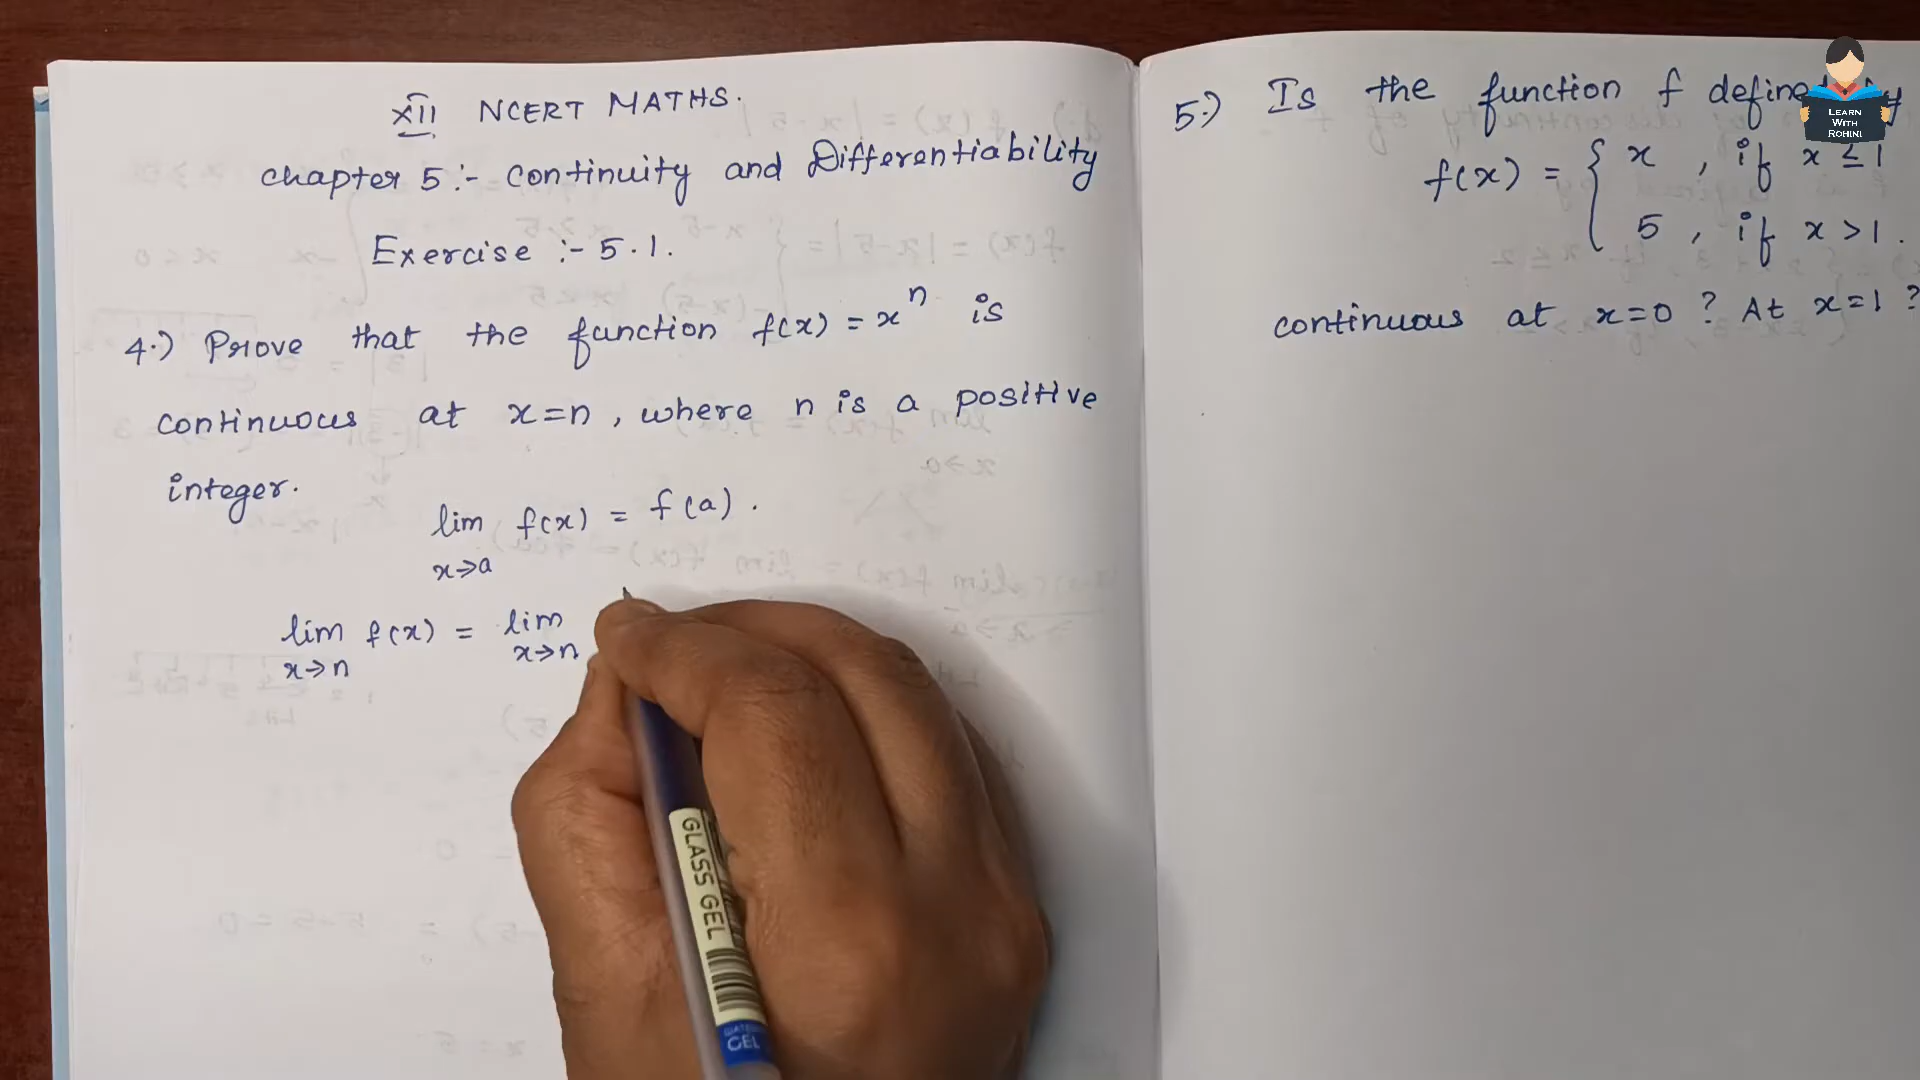 XII NCERT MATHS.
Chapter 5 :- Continuity and Differentiability
Exercise :- 5.1.
4.) Prove that the function f(x) = xⁿ is
continuous at x=n, where n is a positive
integer.
lim f(x) = f(a).
x→a
lim f(x) = lim
x→n x→n
5.) Is the function f defined by
f(x) = { x , if x ≤ 1
5 , if x > 1.
continuous at x=0 ? At x=1 ?
LEARN
WITH
ROHINI
GLASS GEL
GEL